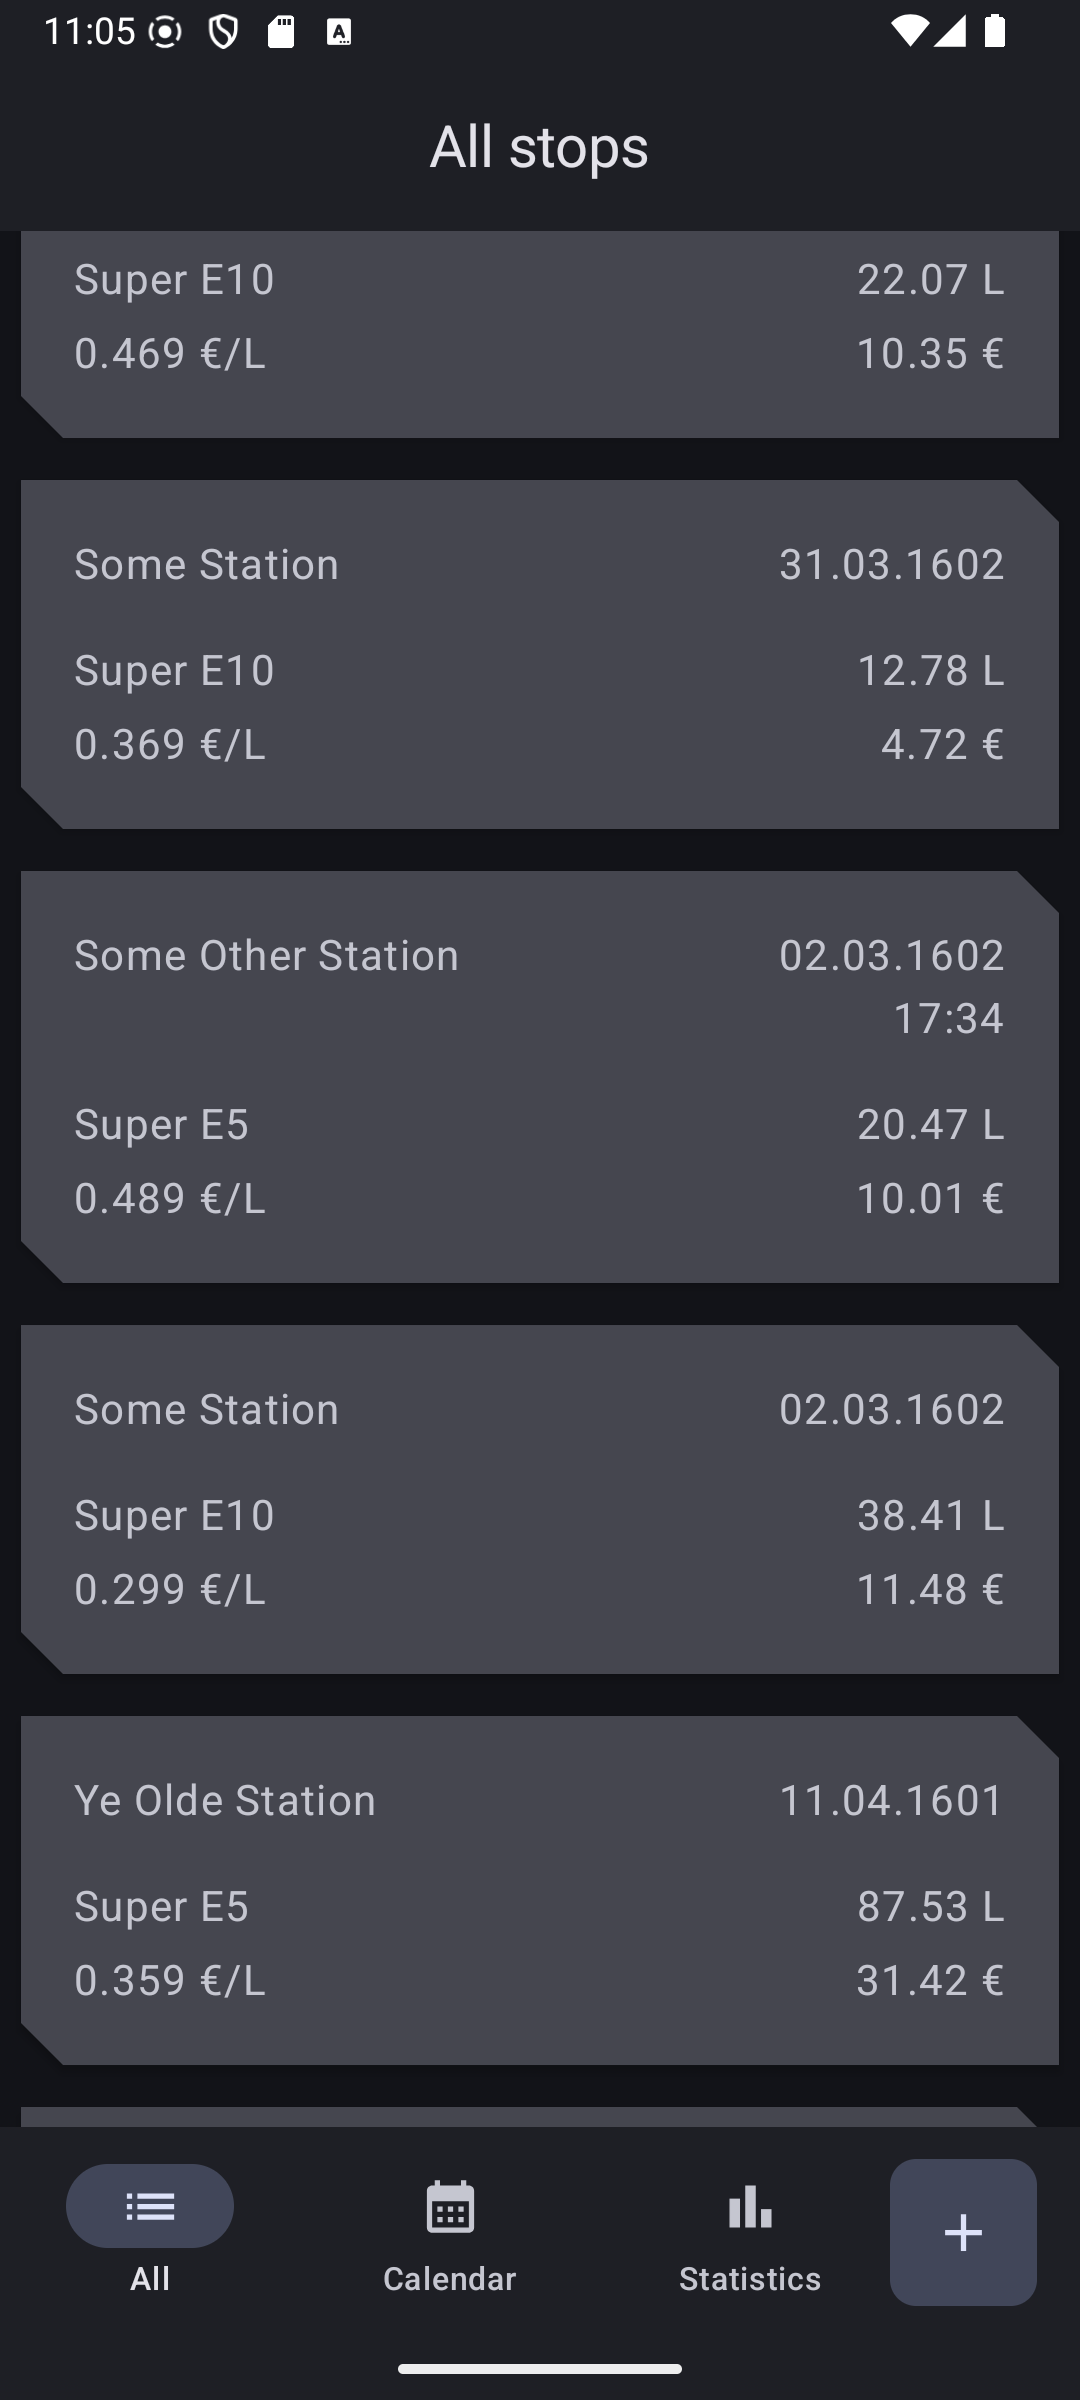 11:05
All stops
Super E10 22.07 L
0.469 €/L 10.35 €
Some Station 31.03.1602
Super E10 12.78 L
0.369 €/L 4.72 €
Some Other Station 02.03.1602
17:34
Super E5 20.47 L
0.489 €/L 10.01 €
Some Station 02.03.1602
Super E10 38.41 L
0.299 €/L 11.48 €
Ye Olde Station 11.04.1601
Super E5 87.53 L
0.359 €/L 31.42 €
All Calendar Statistics